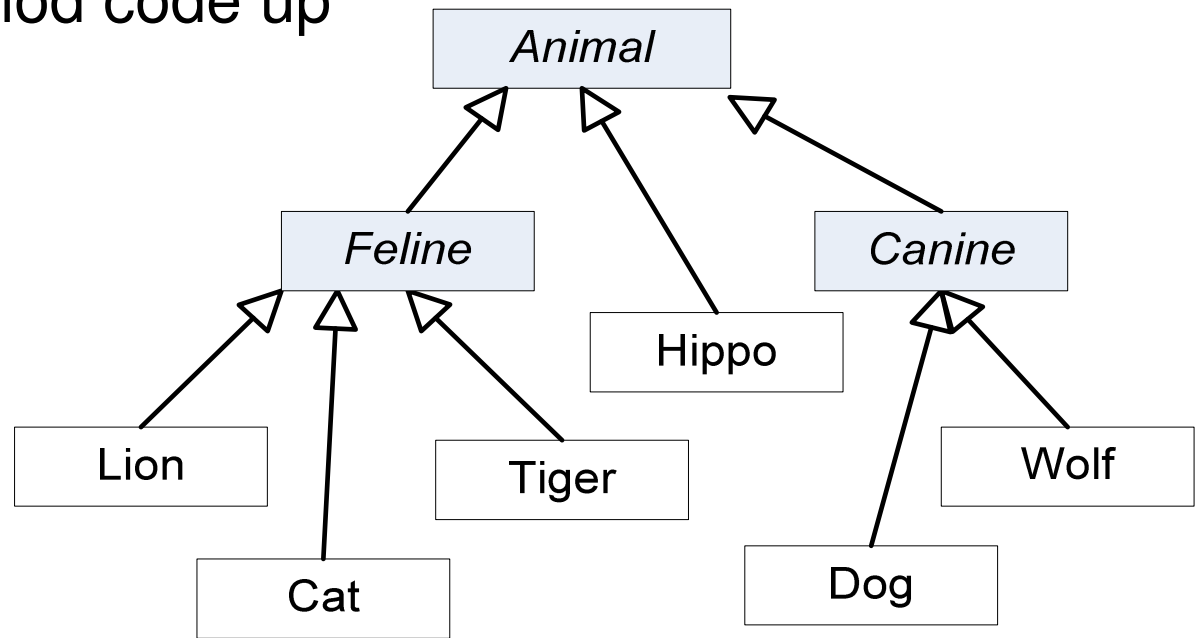 code up
Animal
Feline
Canine
Hippo
Lion
Tiger
Wolf
Cat
Dog